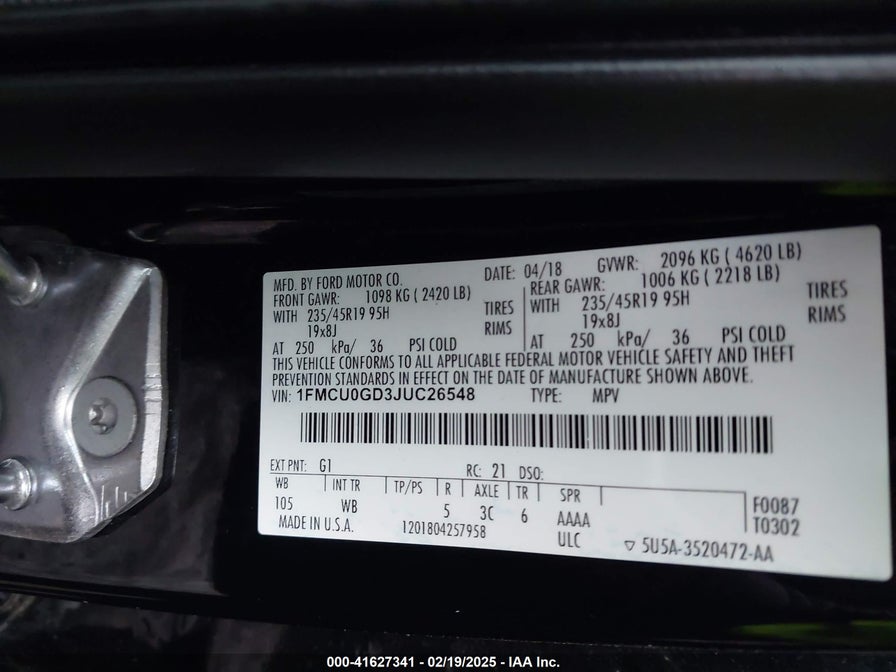 MFD. BY FORD MOTOR CO.
DATE: 04/18 GVWR: 2096 KG ( 4620 LB)
FRONT GAWR: 1098 KG ( 2420 LB) REAR GAWR: 1006 KG ( 2218 LB)
WITH 235/45R19 95H TIRES WITH 235/45R19 95H TIRES
19x8J RIMS 19x8J RIMS
AT 250 kPa/ 36 PSI COLD AT 250 kPa/ 36 PSI COLD
THIS VEHICLE CONFORMS TO ALL APPLICABLE FEDERAL MOTOR VEHICLE SAFETY AND THEFT
PREVENTION STANDARDS IN EFFECT ON THE DATE OF MANUFACTURE SHOWN ABOVE.
VIN: 1FMCU0GD3JUC26548 TYPE: MPV
EXT PNT: G1 RC: 21 DSO:
WB INT TR TP/PS R AXLE TR SPR
105 WB 5 3C 6 AAAA F0087
ULC T0302
MADE IN U.S.A. 1201804257958 ▽ 5U5A-3520472-AA
000-41627341 | 02/19/2025 - IAA Inc.